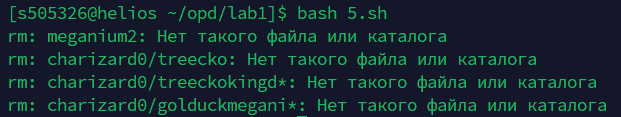 [s505326@helios ~/opd/lab1]$ bash 5.sh
rm: meganium2: Нет такого файла или каталога
rm: charizard0/treecko: Нет такого файла или каталога
rm: charizard0/treeckokingd*: Нет такого файла или каталога
rm: charizard0/golduckmegani*: Нет такого файла или каталога